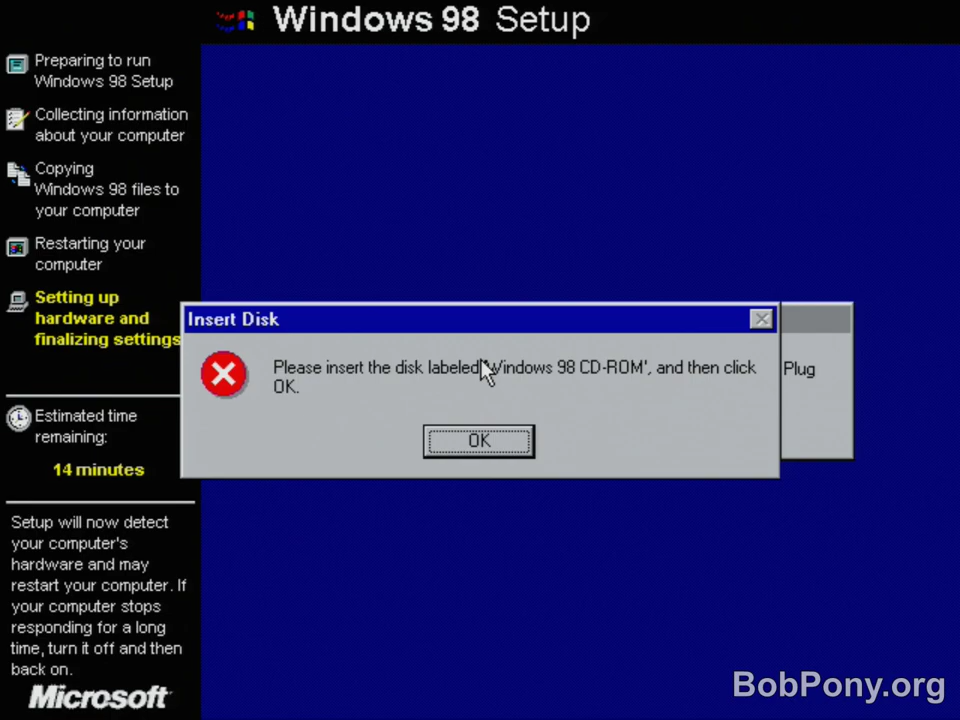 Windows 98 Setup
Preparing to run
Windows 98 Setup
Collecting information
about your computer
Copying
Windows 98 files to
your computer
Restarting your
computer
Setting up
hardware and
finalizing settings
Estimated time
remaining:
14 minutes
Setup will now detect
your computer's
hardware and may
restart your computer. If
your computer stops
responding for a long
time, turn it off and then
back on.
Microsoft
Insert Disk
Please insert the disk labeled 'Windows 98 CD-ROM', and then click
OK.
OK
Plug
BobPony.org